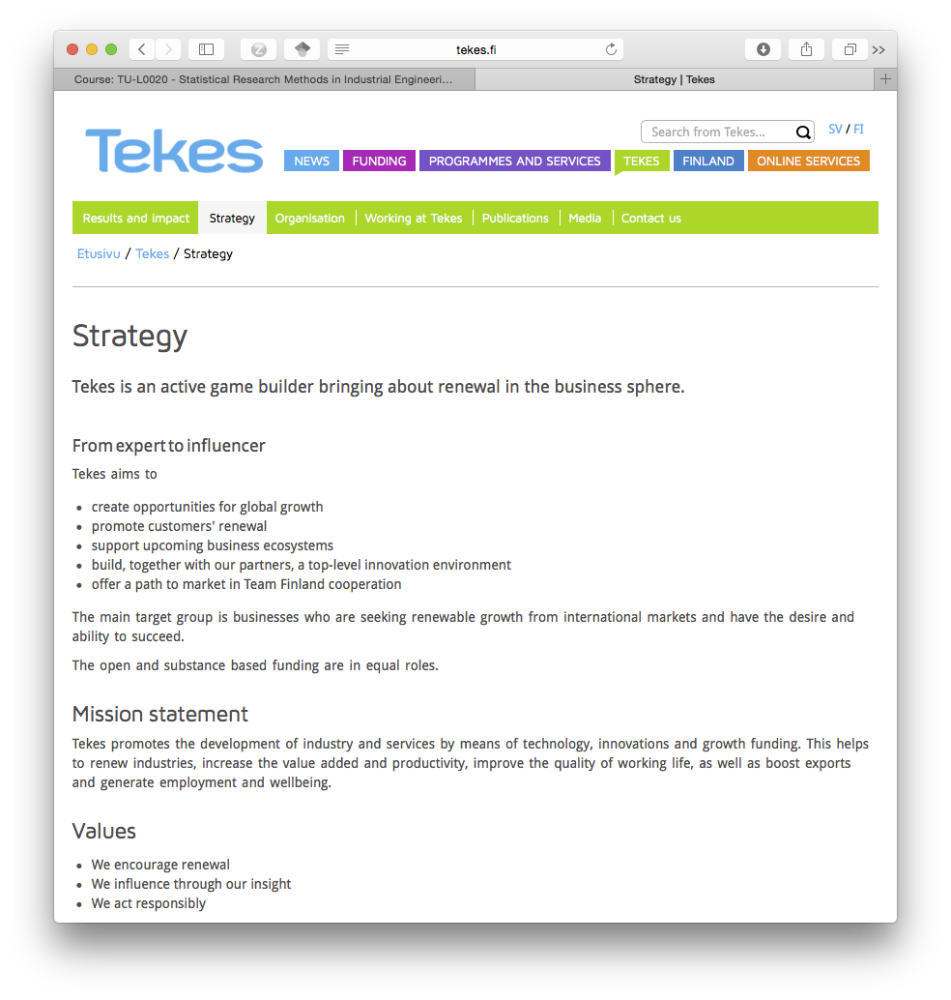 tekes.fi
Course: TU-L0020 - Statistical Research Methods in Industrial Engineeri...
Strategy | Tekes
Tekes
Search from Tekes...
SV / FI
NEWS
FUNDING
PROGRAMMES AND SERVICES
TEKES
FINLAND
ONLINE SERVICES
Results and impact
Strategy
Organisation
Working at Tekes
Publications
Media
Contact us
Etusivu / Tekes / Strategy
Strategy
Tekes is an active game builder bringing about renewal in the business sphere.
From expert to influencer
Tekes aims to
• create opportunities for global growth
• promote customers' renewal
• support upcoming business ecosystems
• build, together with our partners, a top-level innovation environment
• offer a path to market in Team Finland cooperation
The main target group is businesses who are seeking renewable growth from international markets and have the desire and
ability to succeed.
The open and substance based funding are in equal roles.
Mission statement
Tekes promotes the development of industry and services by means of technology, innovations and growth funding. This helps
to renew industries, increase the value added and productivity, improve the quality of working life, as well as boost exports
and generate employment and wellbeing.
Values
• We encourage renewal
• We influence through our insight
• We act responsibly